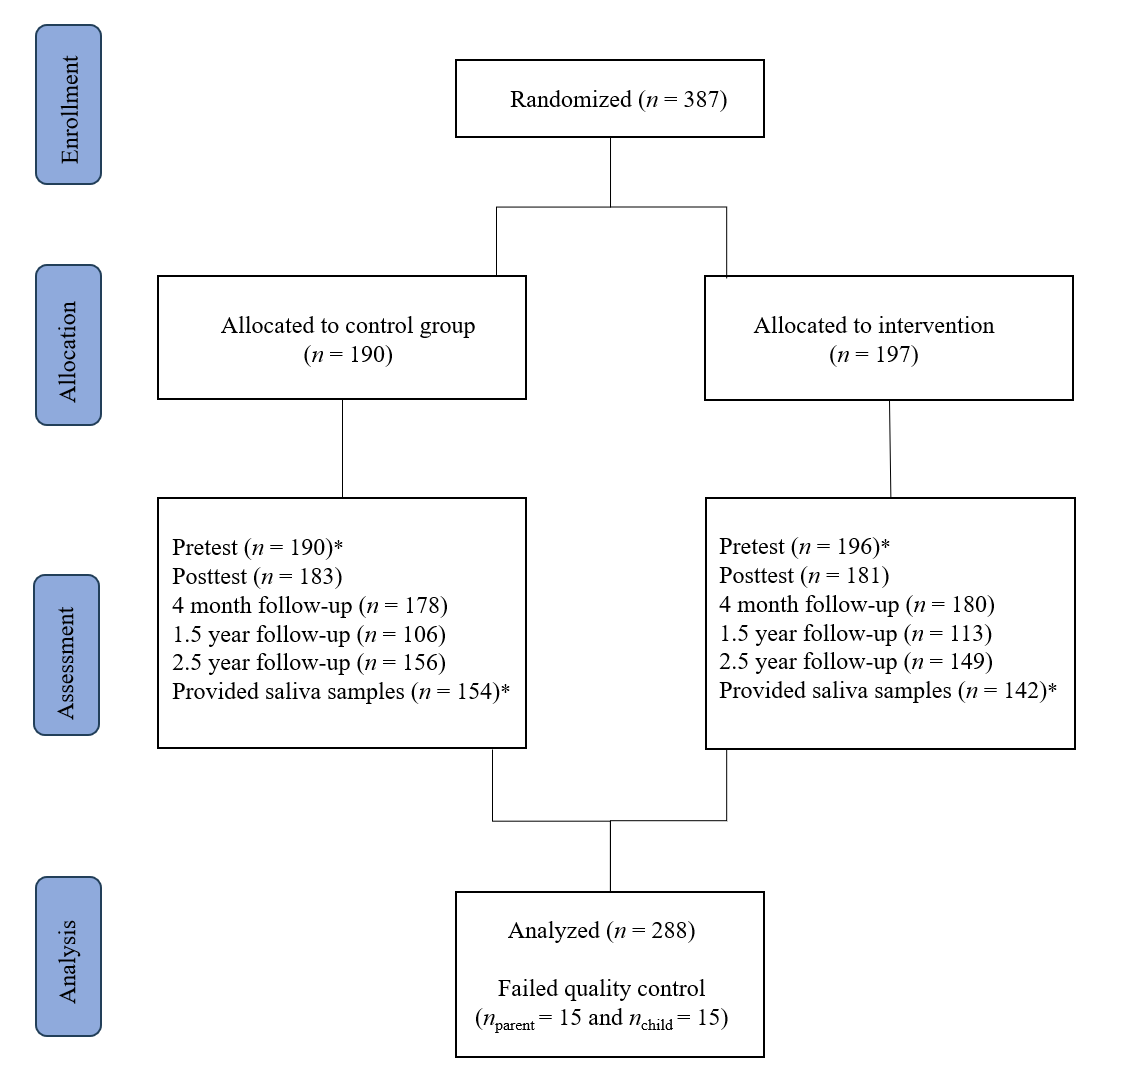 Enrollment
Randomized (n = 387)
Allocation
Allocated to control group
(n = 190)
Allocated to intervention
(n = 197)
Assessment
Pretest (n = 190)*
Posttest (n = 183)
4 month follow-up (n = 178)
1.5 year follow-up (n = 106)
2.5 year follow-up (n = 156)
Provided saliva samples (n = 154)*
Pretest (n = 196)*
Posttest (n = 181)
4 month follow-up (n = 180)
1.5 year follow-up (n = 113)
2.5 year follow-up (n = 149)
Provided saliva samples (n = 142)*
Analysis
Analyzed (n = 288)
Failed quality control
(nparent = 15 and nchild = 15)